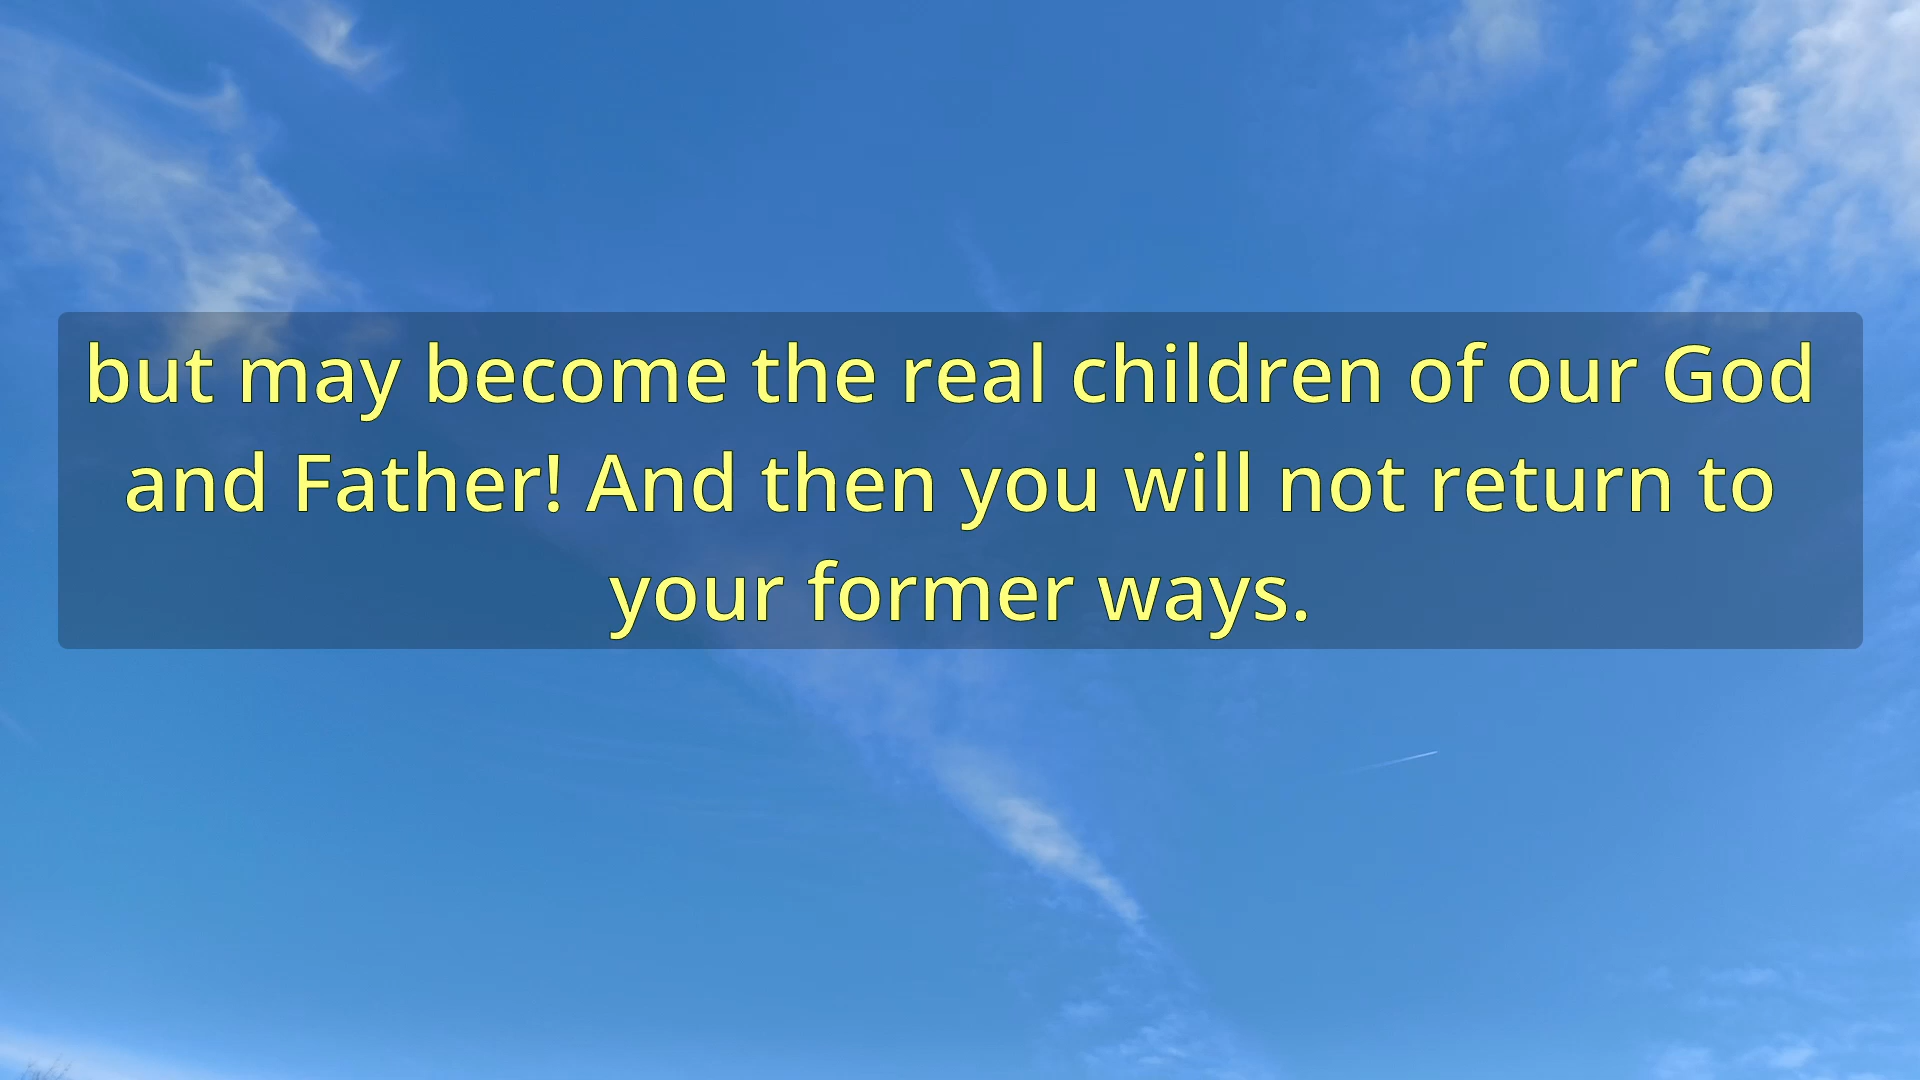 but may become the real children of our God
and Father! And then you will not return to
your former ways.